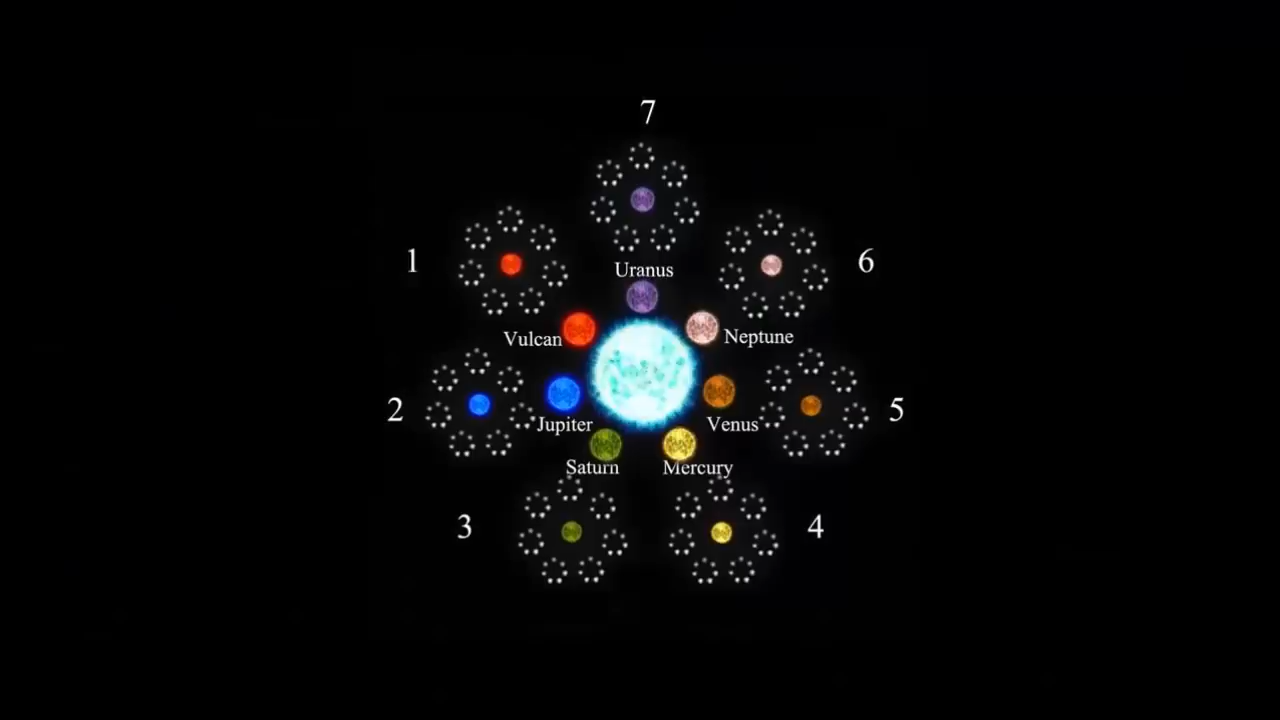 7
1
6
Uranus
Vulcan
Neptune
2
Jupiter
Venus
5
Saturn
Mercury
3
4